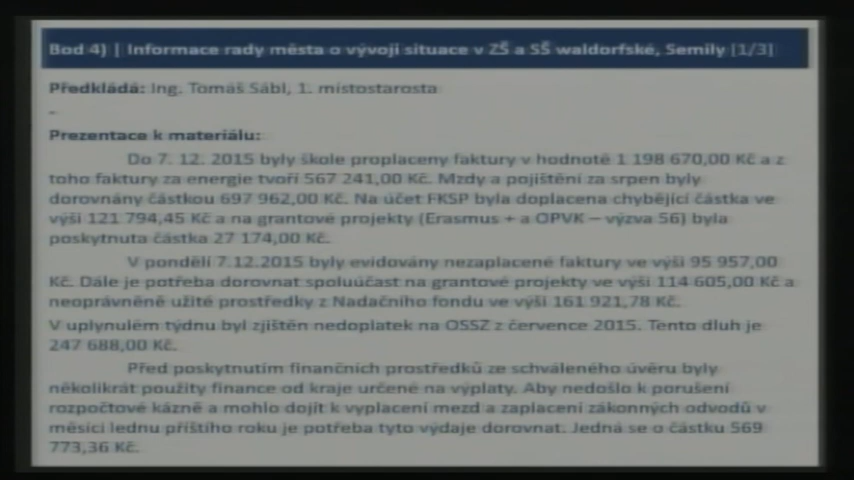 Bod 4) | Informace rady města o vývoji situace v ZŠ a SŠ waldorfské, Semily [1/3]
Předkládá: Ing. Tomáš Sábl, 1. místostarosta
-
Prezentace k materiálu:
Do 7. 12. 2015 byly škole proplaceny faktury v hodnotě 1 198 670,00 Kč a z
toho faktury za energie tvoří 567 241,00 Kč. Mzdy a pojištění za srpen byly
dorovnány částkou 697 962,00 Kč. Na účet FKSP byla doplacena chybějící částka ve
výši 121 794,45 Kč a na grantové projekty (Erasmus + a OPVK – výzva 56) byla
poskytnuta částka 27 174,00 Kč.
V pondělí 7.12.2015 byly evidovány nezaplacené faktury ve výši 95 957,00
Kč. Dále je potřeba dorovnat spoluúčast na grantové projekty ve výši 114 605,00 Kč a
neoprávněně užité prostředky z Nadačního fondu ve výši 161 921,78 Kč.
V uplynulém týdnu byl zjištěn nedoplatek na OSSZ z července 2015. Tento dluh je
247 688,00 Kč.
Před poskytnutím finančních prostředků ze schváleného úvěru byly
několikrát použity finance od kraje určené na výplaty. Aby nedošlo k porušení
rozpočtové kázně a mohlo dojít k vyplacení mezd a zaplacení zákonných odvodů v
měsíci lednu příštího roku je potřeba tyto výdaje dorovnat. Jedná se o částku 569
773,36 Kč.